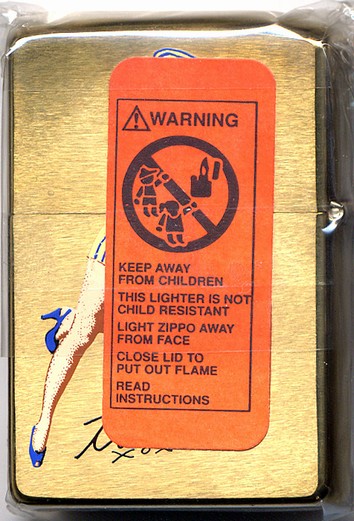 WARNING
KEEP AWAY
FROM CHILDREN
THIS LIGHTER IS NOT
CHILD RESISTANT
LIGHT ZIPPO AWAY
FROM FACE
CLOSE LID TO
PUT OUT FLAME
READ
INSTRUCTIONS